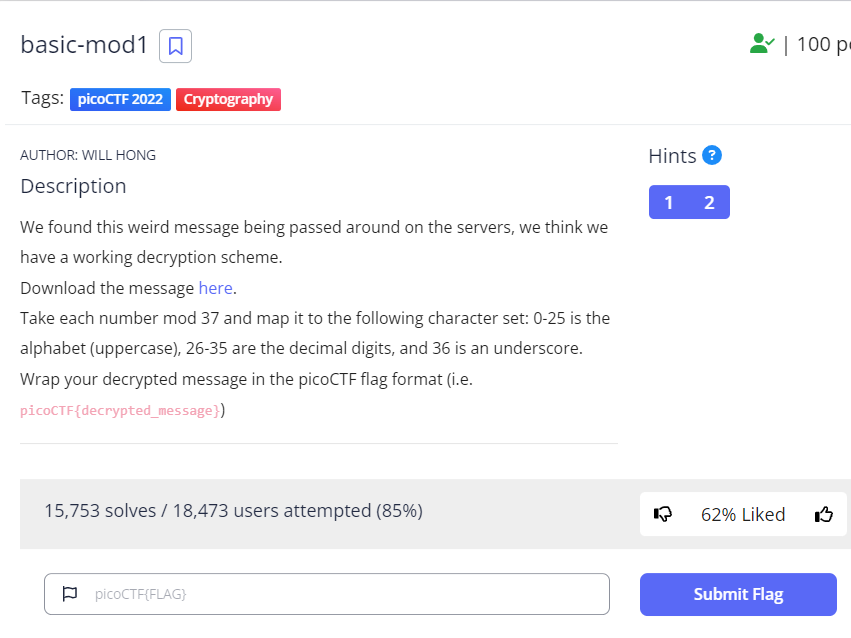 basic-mod1
| 100 p
Tags: picoCTF 2022 Cryptography
AUTHOR: WILL HONG
Hints ?
Description
1 2
We found this weird message being passed around on the servers, we think we
have a working decryption scheme.
Download the message here.
Take each number mod 37 and map it to the following character set: 0-25 is the
alphabet (uppercase), 26-35 are the decimal digits, and 36 is an underscore.
Wrap your decrypted message in the picoCTF flag format (i.e.
picoCTF{decrypted_message})
15,753 solves / 18,473 users attempted (85%)
62% Liked
picoCTF{FLAG}
Submit Flag